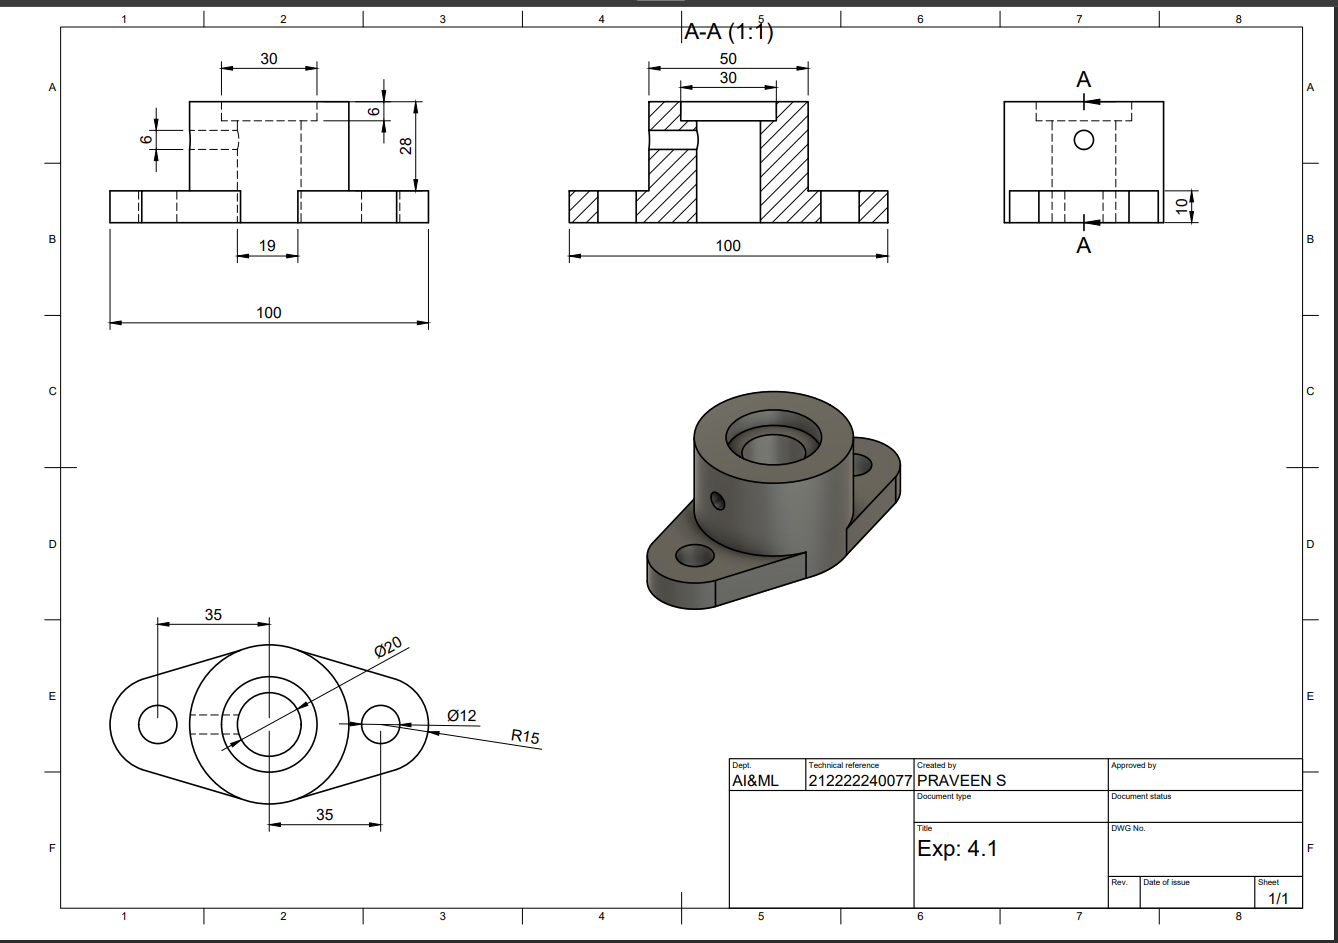 1 2 3 4 5 6 7 8
A-A (1:1)
A
A
B
B
C
C
D
D
E
E
F
F
30
6
6
28
19
100
50
30
100
A
10
A
35
Ø20
Ø12
R15
35
Dept.
AI&ML
Technical reference
212222240077
Created by
PRAVEEN S
Approved by
Document type
Document status
Title
Exp: 4.1
DWG No.
Rev.
Date of issue
Sheet
1/1
1 2 3 4 5 6 7 8